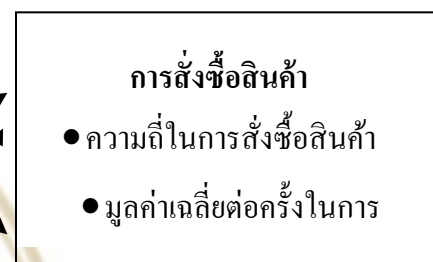 การสั่งซื้อสินค้า
●ความถี่ในการสั่งซื้อสินค้า
●มูลค่าเฉลี่ยต่อครั้งในการ